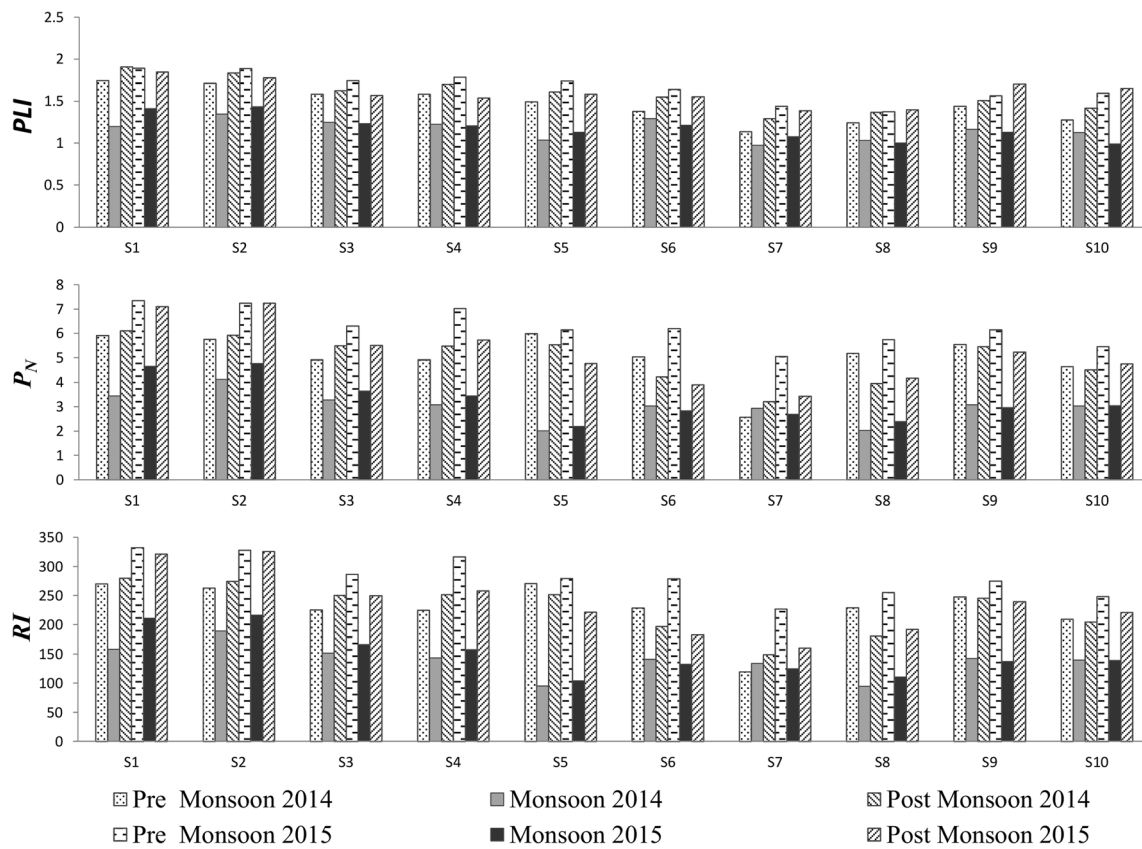 2.5
2
1.5
1
0.5
0
PLI
S1 S2 S3 S4 S5 S6 S7 S8 S9 S10
8
7
6
5
4
3
2
1
0
PN
S1 S2 S3 S4 S5 S6 S7 S8 S9 S10
350
300
250
200
150
100
50
0
RI
S1 S2 S3 S4 S5 S6 S7 S8 S9 S10
Pre Monsoon 2014 Monsoon 2014 Post Monsoon 2014
Pre Monsoon 2015 Monsoon 2015 Post Monsoon 2015